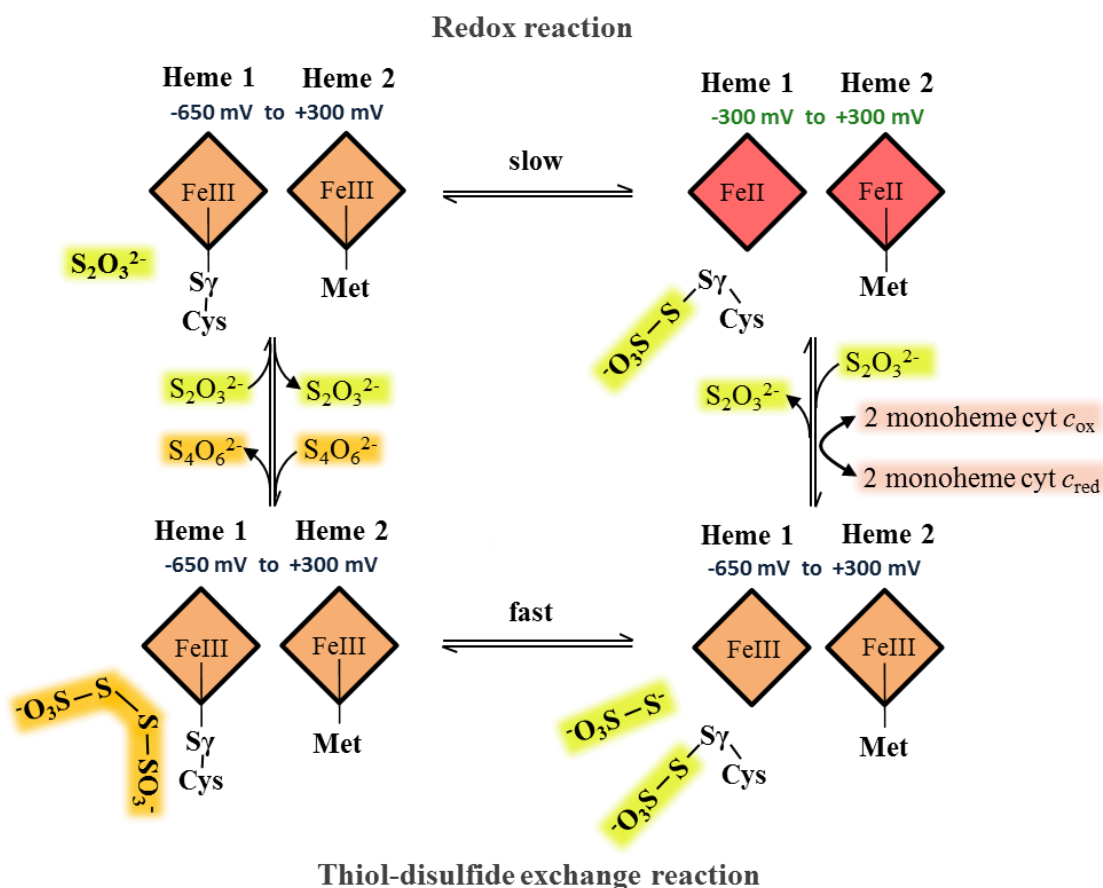 Redox reaction
Heme 1 Heme 2
-650 mV to +300 mV
FeIII FeIII
S₂O₃²⁻
Sγ
Cys
Met
slow
Heme 1 Heme 2
-300 mV to +300 mV
FeII FeII
Sγ
Cys
⁻O₃S–S
Met
S₂O₃²⁻ S₂O₃²⁻
S₄O₆²⁻ S₄O₆²⁻
S₂O₃²⁻
S₂O₃²⁻
2 monoheme cyt c_ox
2 monoheme cyt c_red
Heme 1 Heme 2
-650 mV to +300 mV
FeIII FeIII
⁻O₃S–S
S–SO₃⁻
Sγ
Cys
Met
fast
Heme 1 Heme 2
-650 mV to +300 mV
FeIII FeIII
⁻O₃S–S⁻
Sγ
Cys
⁻O₃S–S
Met
Thiol-disulfide exchange reaction